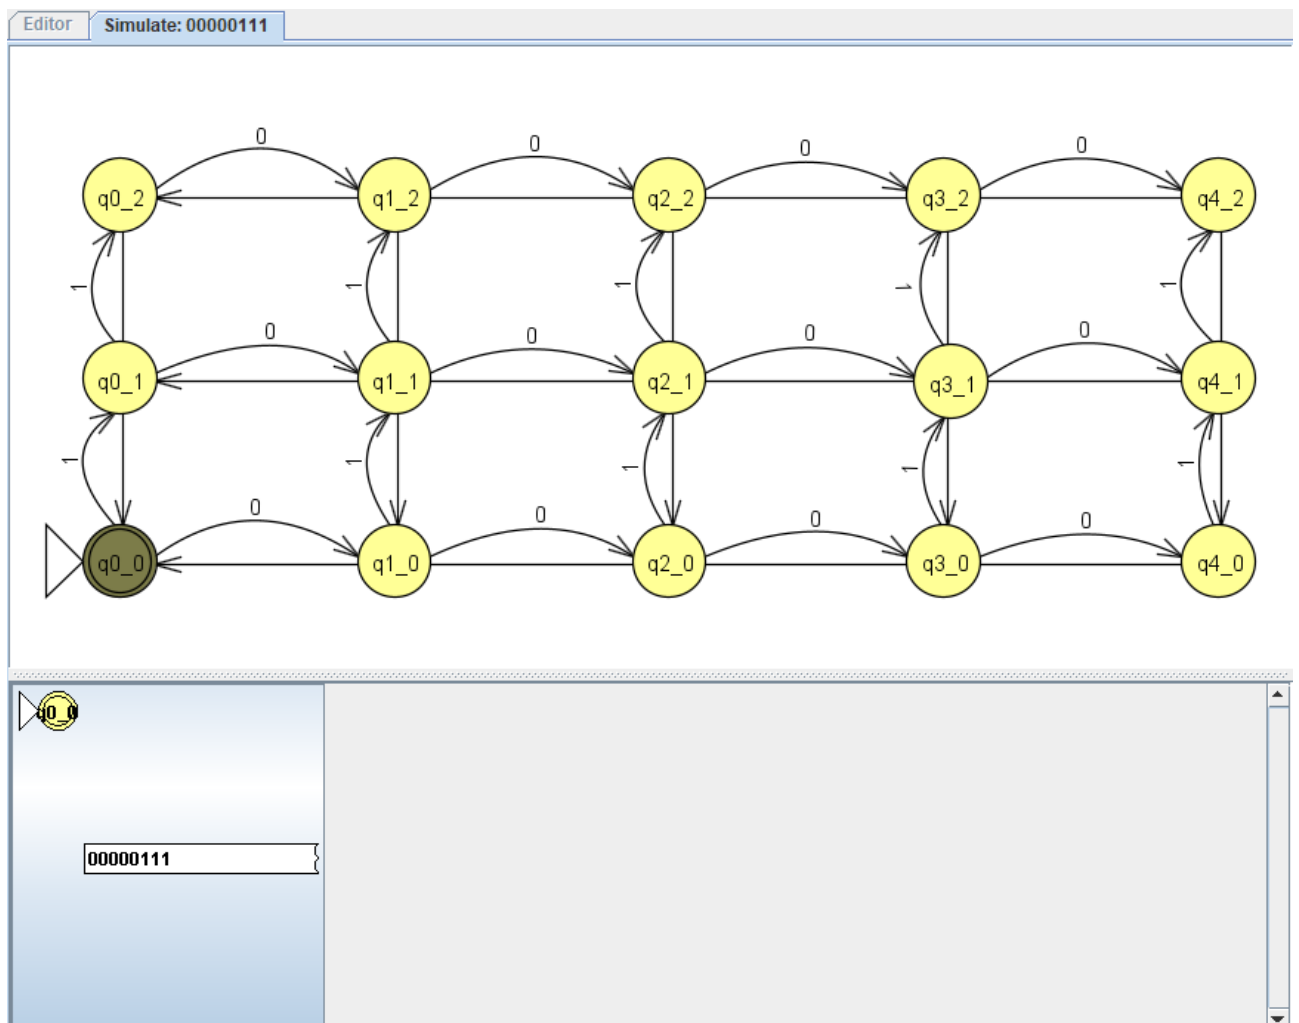 Editor Simulate: 00000111
0 0 0 0
q0_2 q1_2 q2_2 q3_2 q4_2
1 1 1 1 1
0 0 0 0
q0_1 q1_1 q2_1 q3_1 q4_1
1 1 1 1 1
0 0 0 0
q0_0 q1_0 q2_0 q3_0 q4_0
q0_0
00000111